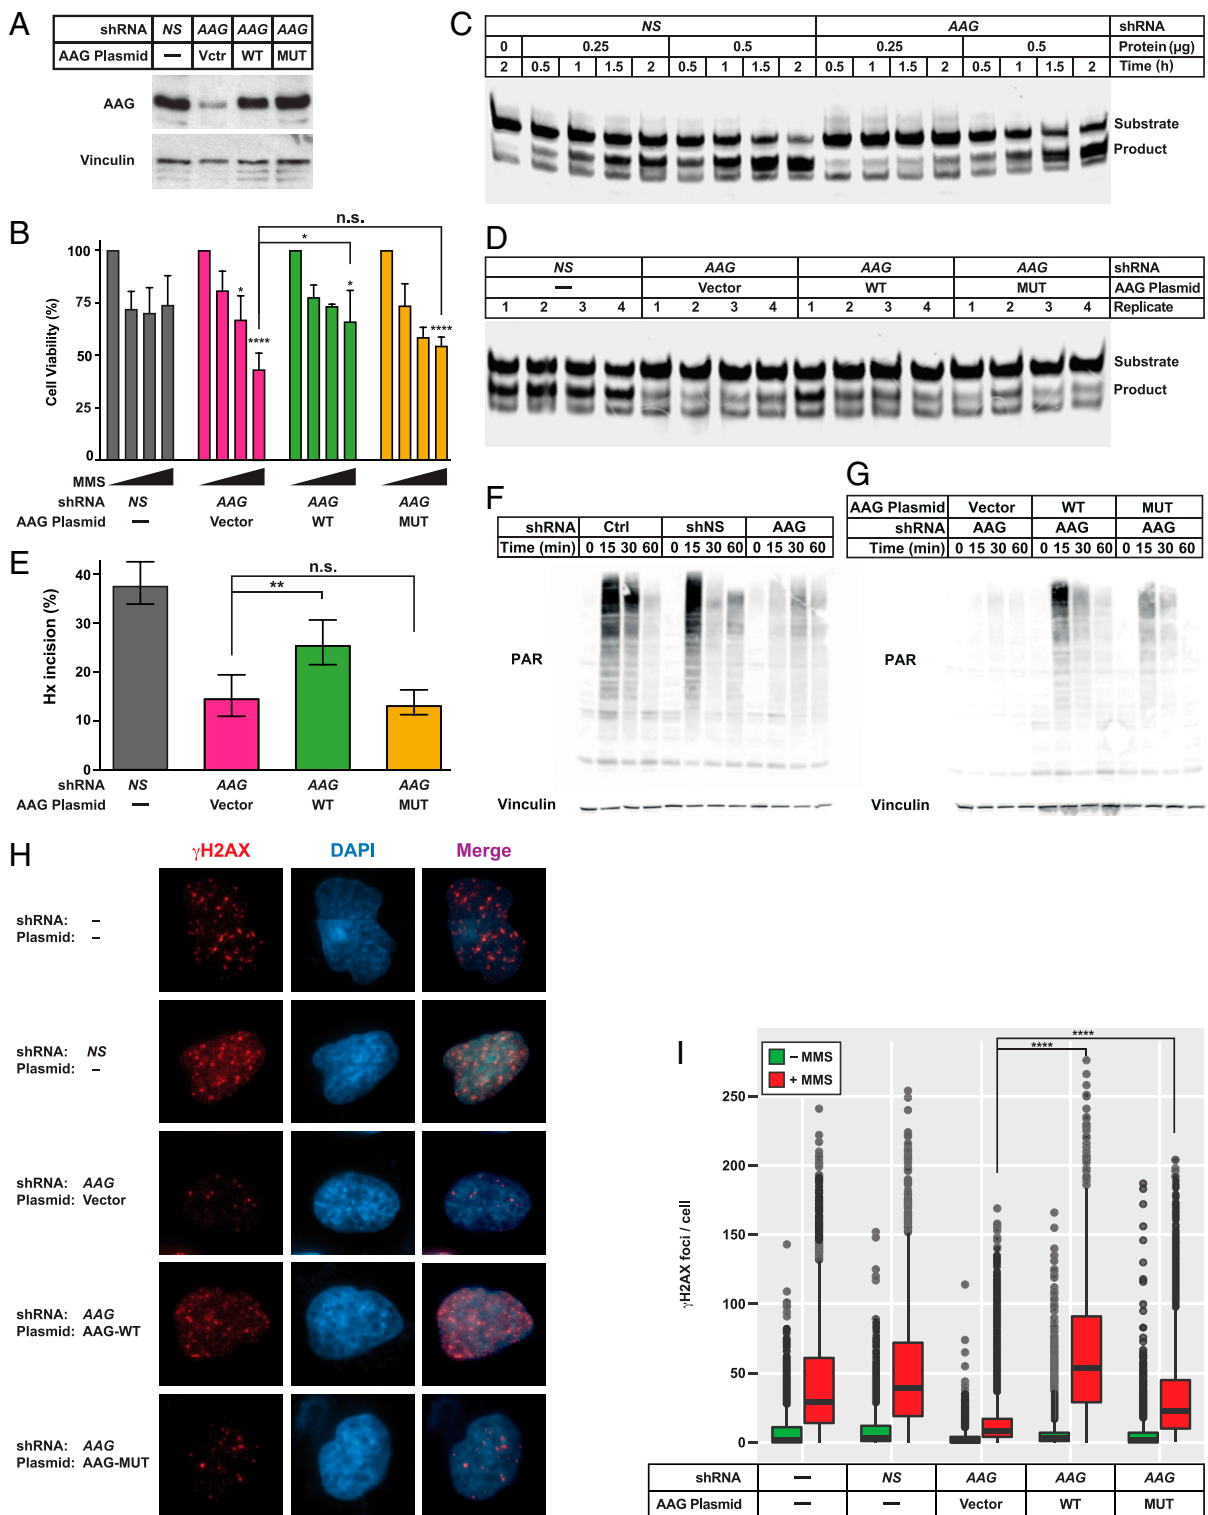 A
shRNA NS AAG AAG AAG
AAG Plasmid — Vctr WT MUT
AAG
Vinculin
B
n.s.
*
100
75
50
25
0
Cell Viability (%)
* **** * ****
MMS
shRNA NS AAG AAG AAG
AAG Plasmid — Vector WT MUT
C
NS AAG shRNA
0 0.25 0.5 0.25 0.5 Protein (µg)
2 0.5 1 1.5 2 0.5 1 1.5 2 0.5 1 1.5 2 0.5 1 1.5 2 Time (h)
Substrate
Product
D
NS AAG AAG AAG shRNA
— Vector WT MUT AAG Plasmid
1 2 3 4 1 2 3 4 1 2 3 4 1 2 3 4 Replicate
Substrate
Product
E
n.s.
**
40
30
20
10
0
Hx incision (%)
shRNA NS AAG AAG AAG
AAG Plasmid — Vector WT MUT
F
shRNA Ctrl shNS AAG
Time (min) 0 15 30 60 0 15 30 60 0 15 30 60
PAR
Vinculin
G
AAG Plasmid Vector WT MUT
shRNA AAG AAG AAG
Time (min) 0 15 30 60 0 15 30 60 0 15 30 60
PAR
Vinculin
H
γH2AX DAPI Merge
shRNA: –
Plasmid: –
shRNA: NS
Plasmid: –
shRNA: AAG
Plasmid: Vector
shRNA: AAG
Plasmid: AAG-WT
shRNA: AAG
Plasmid: AAG-MUT
I
– MMS
+ MMS
****
****
250
200
150
100
50
0
γH2AX foci / cell
shRNA — NS AAG AAG AAG
AAG Plasmid — — Vector WT MUT